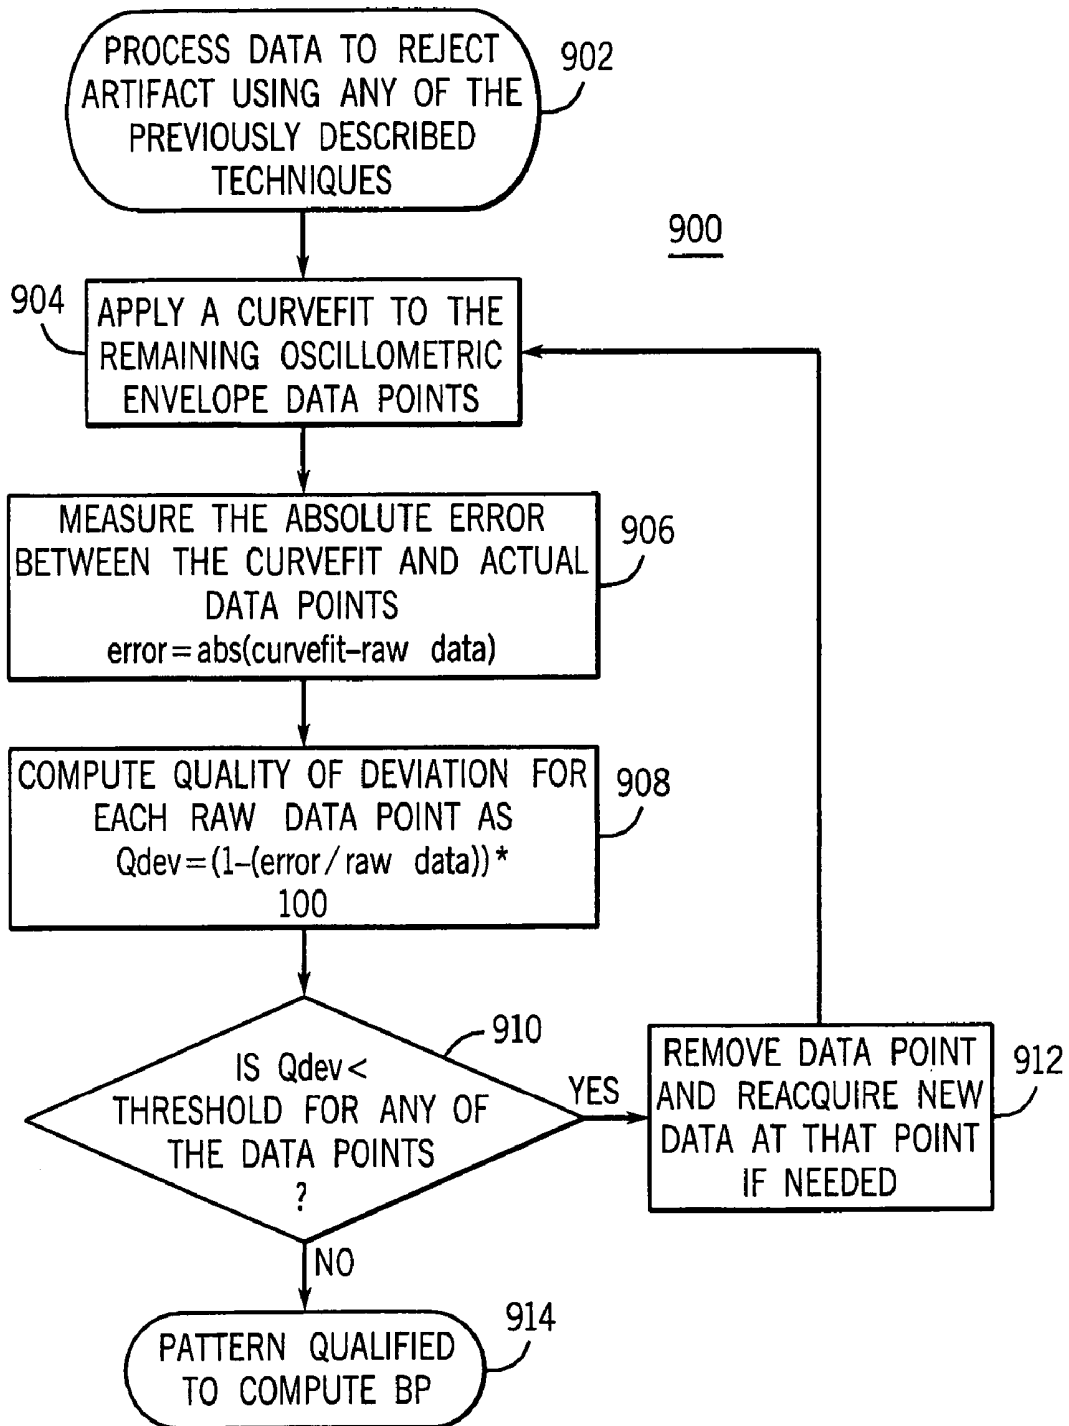 PROCESS DATA TO REJECT
ARTIFACT USING ANY OF THE
PREVIOUSLY DESCRIBED
TECHNIQUES
902
900
904
APPLY A CURVEFIT TO THE
REMAINING OSCILLOMETRIC
ENVELOPE DATA POINTS
MEASURE THE ABSOLUTE ERROR
BETWEEN THE CURVEFIT AND ACTUAL
DATA POINTS
error=abs(curvefit–raw data)
906
COMPUTE QUALITY OF DEVIATION FOR
EACH RAW DATA POINT AS
Qdev=(1–(error/raw data))*
100
908
910
IS Qdev<
THRESHOLD FOR ANY OF
THE DATA POINTS
?
YES
REMOVE DATA POINT
AND REACQUIRE NEW
DATA AT THAT POINT
IF NEEDED
912
NO
PATTERN QUALIFIED
TO COMPUTE BP
914